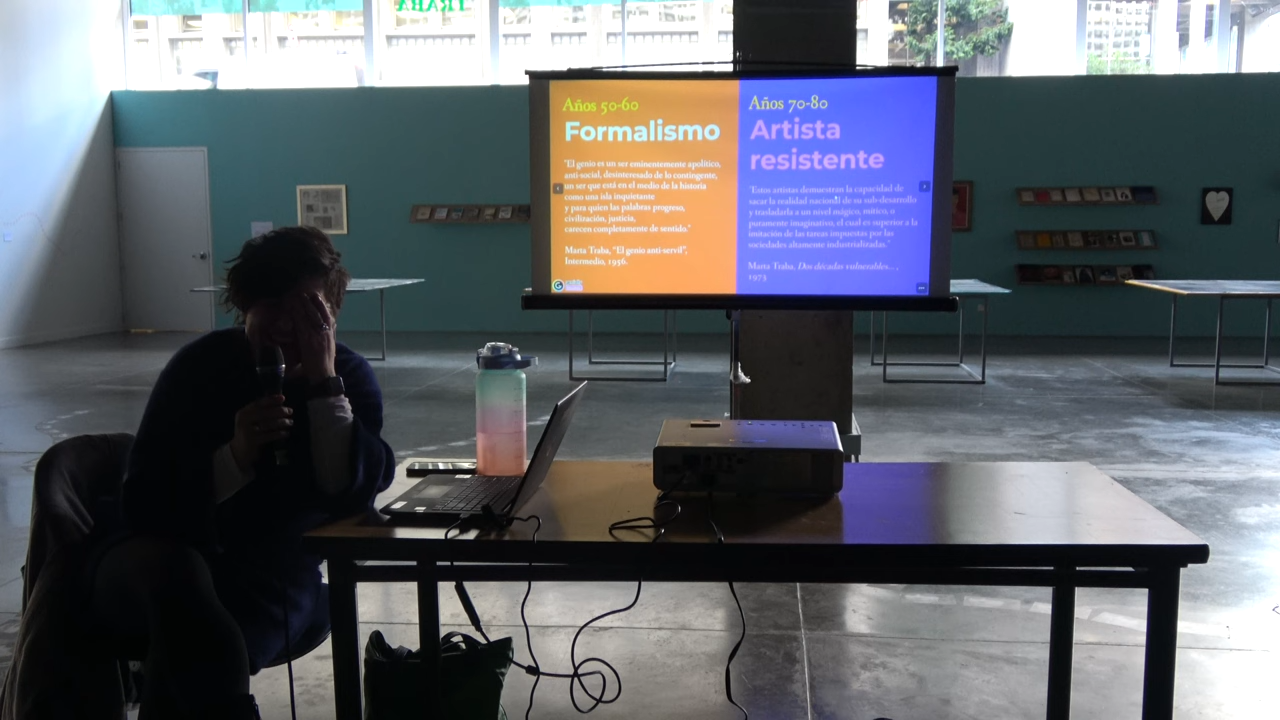 TRABA
Años 50-60
Formalismo
"El genio es un ser eminentemente apolítico,
anti-social, desinteresado de lo contingente,
un ser que está en el medio de la historia
como una isla inquietante
y para quien las palabras progreso,
civilización, justicia,
carecen completamente de sentido."
Marta Traba, "El genio anti-servil",
Intermedio, 1956.
Años 70-80
Artista
resistente
"Estos artistas demuestran la capacidad de
sacar la realidad nacional de su sub-desarrollo
y trasladarla a un nivel mágico, mítico, o
puramente imaginativo, el cual es superior a la
imitación de las tareas impuestas por las
sociedades altamente industrializadas."
Marta Traba, Dos décadas vulnerables... ,
1973